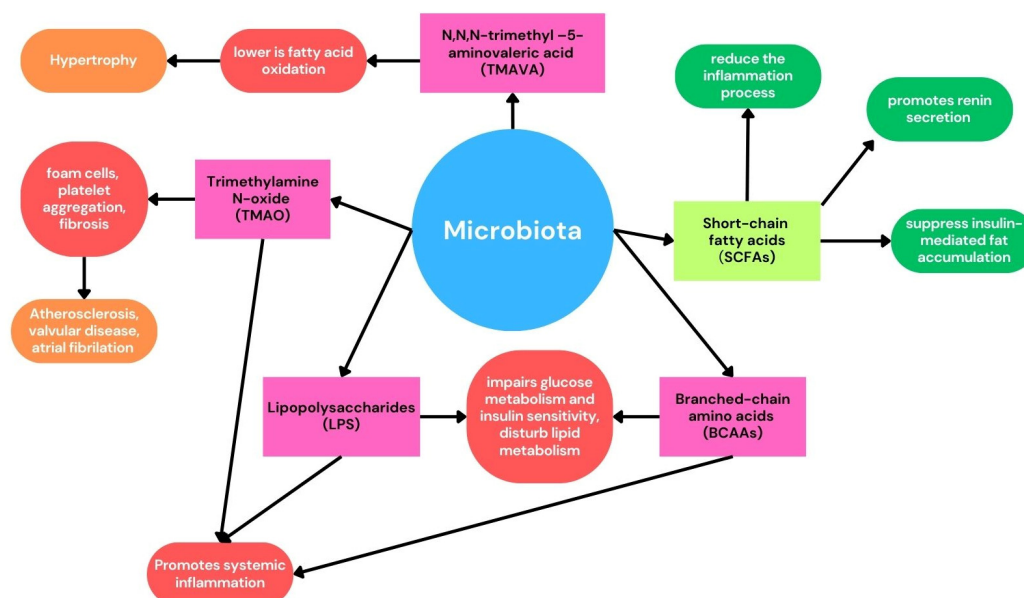 Hypertrophy
lower is fatty acid
oxidation
N,N,N-trimethyl –5-
aminovaleric acid
(TMAVA)
reduce the
inflammation
process
promotes renin
secretion
foam cells,
platelet
aggregation,
fibrosis
Trimethylamine
N-oxide
(TMAO)
Microbiota
Short-chain
fatty acids
(SCFAs)
suppress insulin-
mediated fat
accumulation
Atherosclerosis,
valvular disease,
atrial fibrilation
Lipopolysaccharides
(LPS)
impairs glucose
metabolism and
insulin sensitivity,
disturb lipid
metabolism
Branched-chain
amino acids
(BCAAs)
Promotes systemic
inflammation